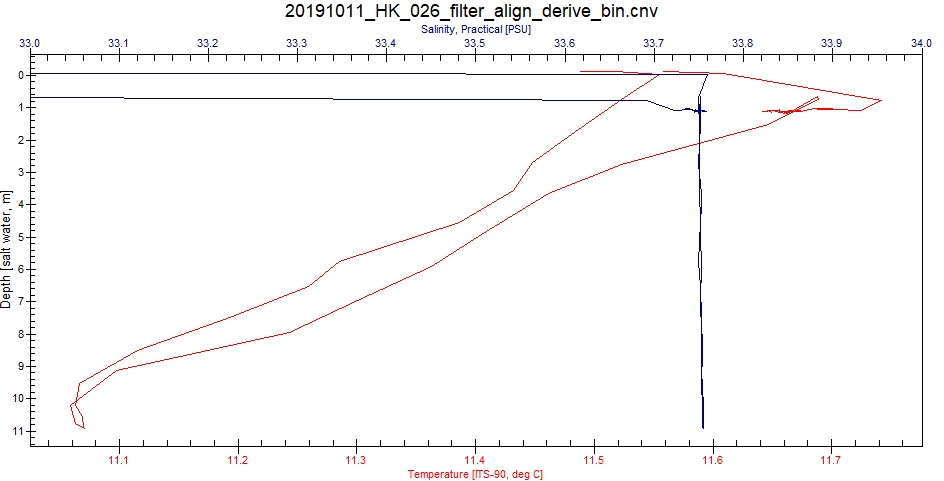 20191011_HK_026_filter_align_derive_bin.cnv
Salinity, Practical [PSU]
33.0 33.1 33.2 33.3 33.4 33.5 33.6 33.7 33.8 33.9 34.0
Depth [salt water, m]
0
1
2
3
4
5
6
7
8
9
10
11
11.1 11.2 11.3 11.4 11.5 11.6 11.7
Temperature [ITS-90, deg C]